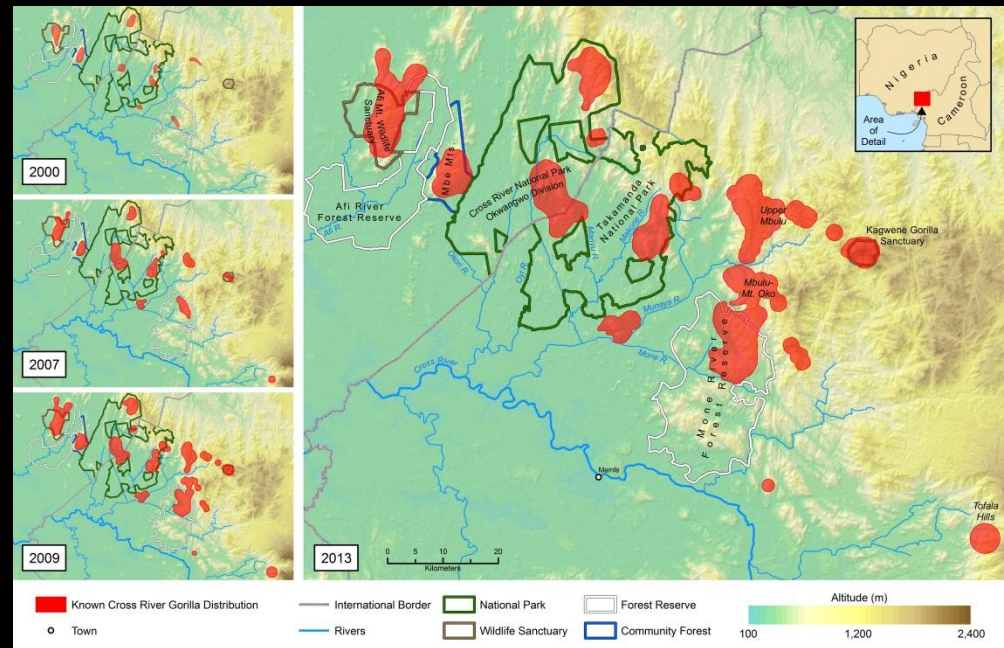 2000
2007
2009
2013
Afi Mt. Wildlife
Sanctuary
Mbe Mts.
Afi River
Forest Reserve
Afi R.
Cross River National Park
Okwangwo Division
Takamanda
National Park
Okon R.
Oyi R.
Makone R.
Upper
Mbulu
Kagwene Gorilla
Sanctuary
Mbulu-
Mt. Oko
Munaya R.
Mone R.
Cross River
Mone River
Forest Reserve
Mamfe
Tofala
Hills
0 5 10 20
Kilometers
Nigeria
Cameroon
Area
of
Detail
Known Cross River Gorilla Distribution
International Border
National Park
Forest Reserve
Town
Rivers
Wildlife Sanctuary
Community Forest
Altitude (m)
100 1,200 2,400